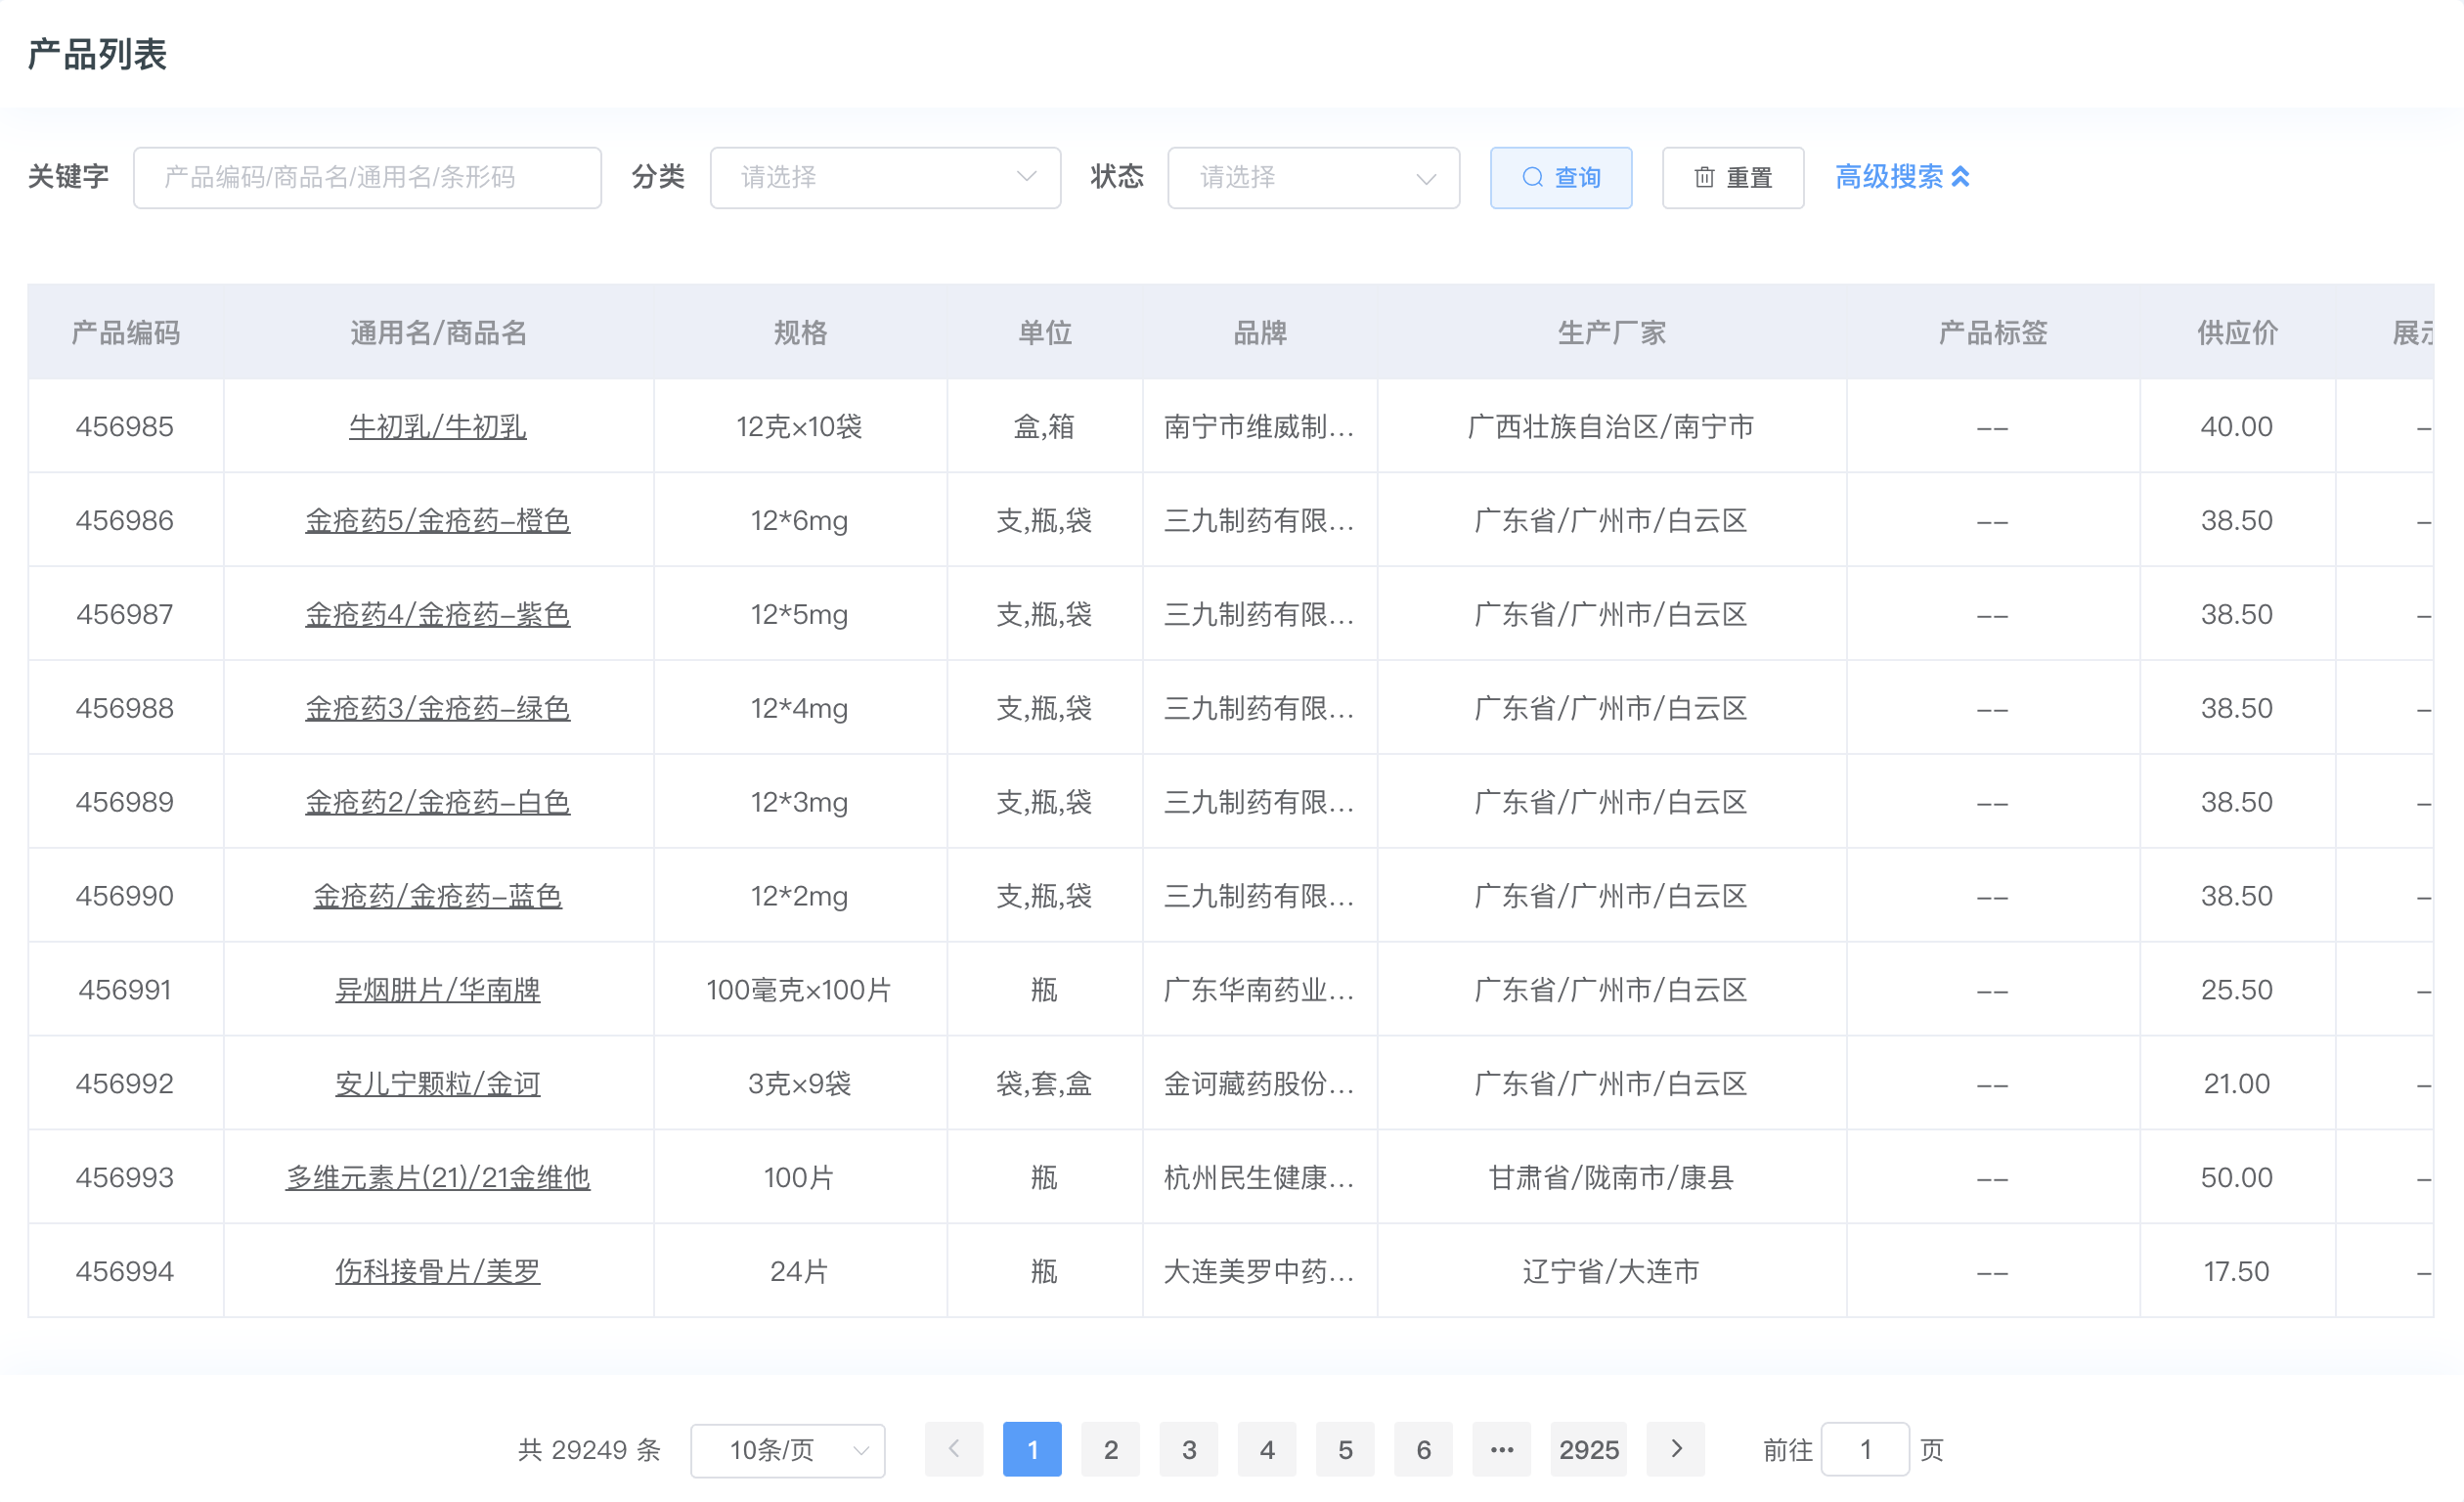 产品列表
关键字 产品编码/商品名/通用名/条形码 分类 请选择 状态 请选择 查询 重置 高级搜索
产品编码 通用名/商品名 规格 单位 品牌 生产厂家 产品标签 供应价 展示
456985 牛初乳/牛初乳 12克×10袋 盒,箱 南宁市维威制... 广西壮族自治区/南宁市 -- 40.00 -
456986 金疮药5/金疮药-橙色 12*6mg 支,瓶,袋 三九制药有限... 广东省/广州市/白云区 -- 38.50 -
456987 金疮药4/金疮药-紫色 12*5mg 支,瓶,袋 三九制药有限... 广东省/广州市/白云区 -- 38.50 -
456988 金疮药3/金疮药-绿色 12*4mg 支,瓶,袋 三九制药有限... 广东省/广州市/白云区 -- 38.50 -
456989 金疮药2/金疮药-白色 12*3mg 支,瓶,袋 三九制药有限... 广东省/广州市/白云区 -- 38.50 -
456990 金疮药/金疮药-蓝色 12*2mg 支,瓶,袋 三九制药有限... 广东省/广州市/白云区 -- 38.50 -
456991 异烟肼片/华南牌 100毫克×100片 瓶 广东华南药业... 广东省/广州市/白云区 -- 25.50 -
456992 安儿宁颗粒/金诃 3克×9袋 袋,套,盒 金诃藏药股份... 广东省/广州市/白云区 -- 21.00 -
456993 多维元素片(21)/21金维他 100片 瓶 杭州民生健康... 甘肃省/陇南市/康县 -- 50.00 -
456994 伤科接骨片/美罗 24片 瓶 大连美罗中药... 辽宁省/大连市 -- 17.50 -
共 29249 条 10条/页 1 2 3 4 5 6 ... 2925 前往 1 页